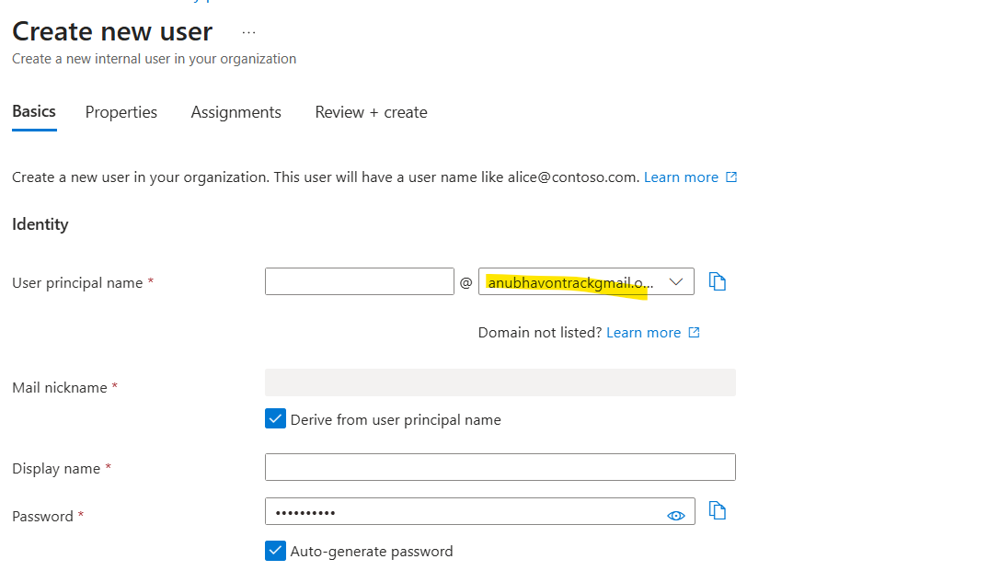 Create new user ...
Create a new internal user in your organization
Basics Properties Assignments Review + create
Create a new user in your organization. This user will have a user name like alice@contoso.com. Learn more
Identity
User principal name * @ anubhavontrackgmail.o...
Domain not listed? Learn more
Mail nickname *
Derive from user principal name
Display name *
Password * ••••••••••
Auto-generate password